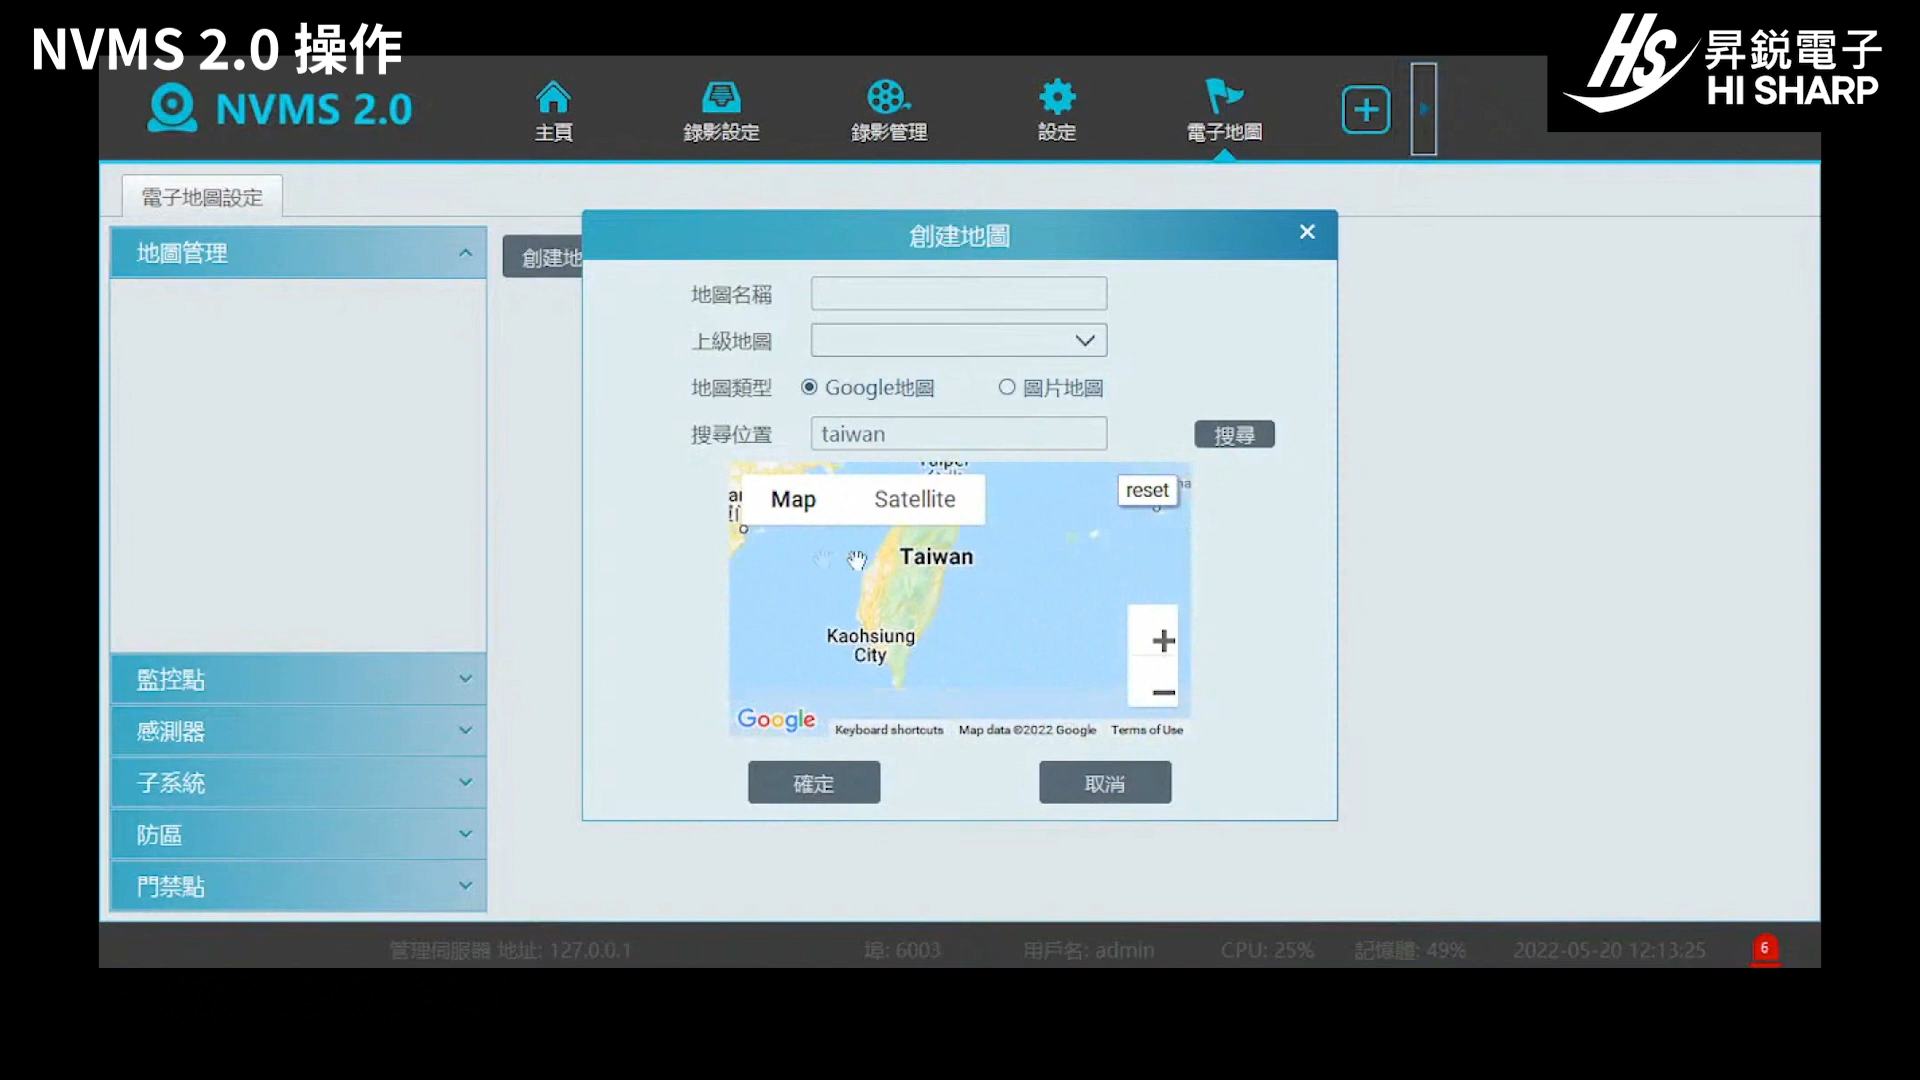 NVMS 2.0 操作
HS 昇銳電子
HI SHARP
NVMS 2.0
主頁
錄影設定
錄影管理
設定
電子地圖
電子地圖設定
地圖管理
監控點
感測器
子系統
防區
門禁點
創建地
創建地圖
地圖名稱
上級地圖
地圖類型
Google地圖
圖片地圖
搜尋位置
taiwan
搜尋
Map
Satellite
reset
Taiwan
Kaohsiung
City
Google
Keyboard shortcuts
Map data ©2022 Google
Terms of Use
確定
取消
管理伺服器 地址: 127.0.0.1
埠: 6003
用戶名: admin
CPU: 25%
記憶體: 49%
2022-05-20 12:13:25
6